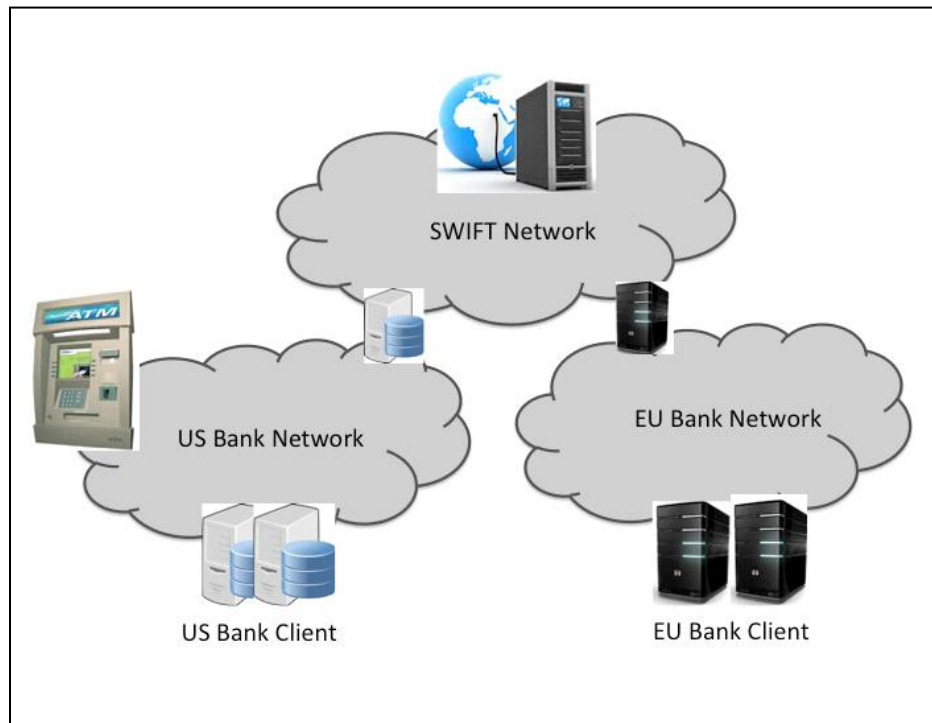 SWIFT Network
ATM
US Bank Network
EU Bank Network
US Bank Client
EU Bank Client